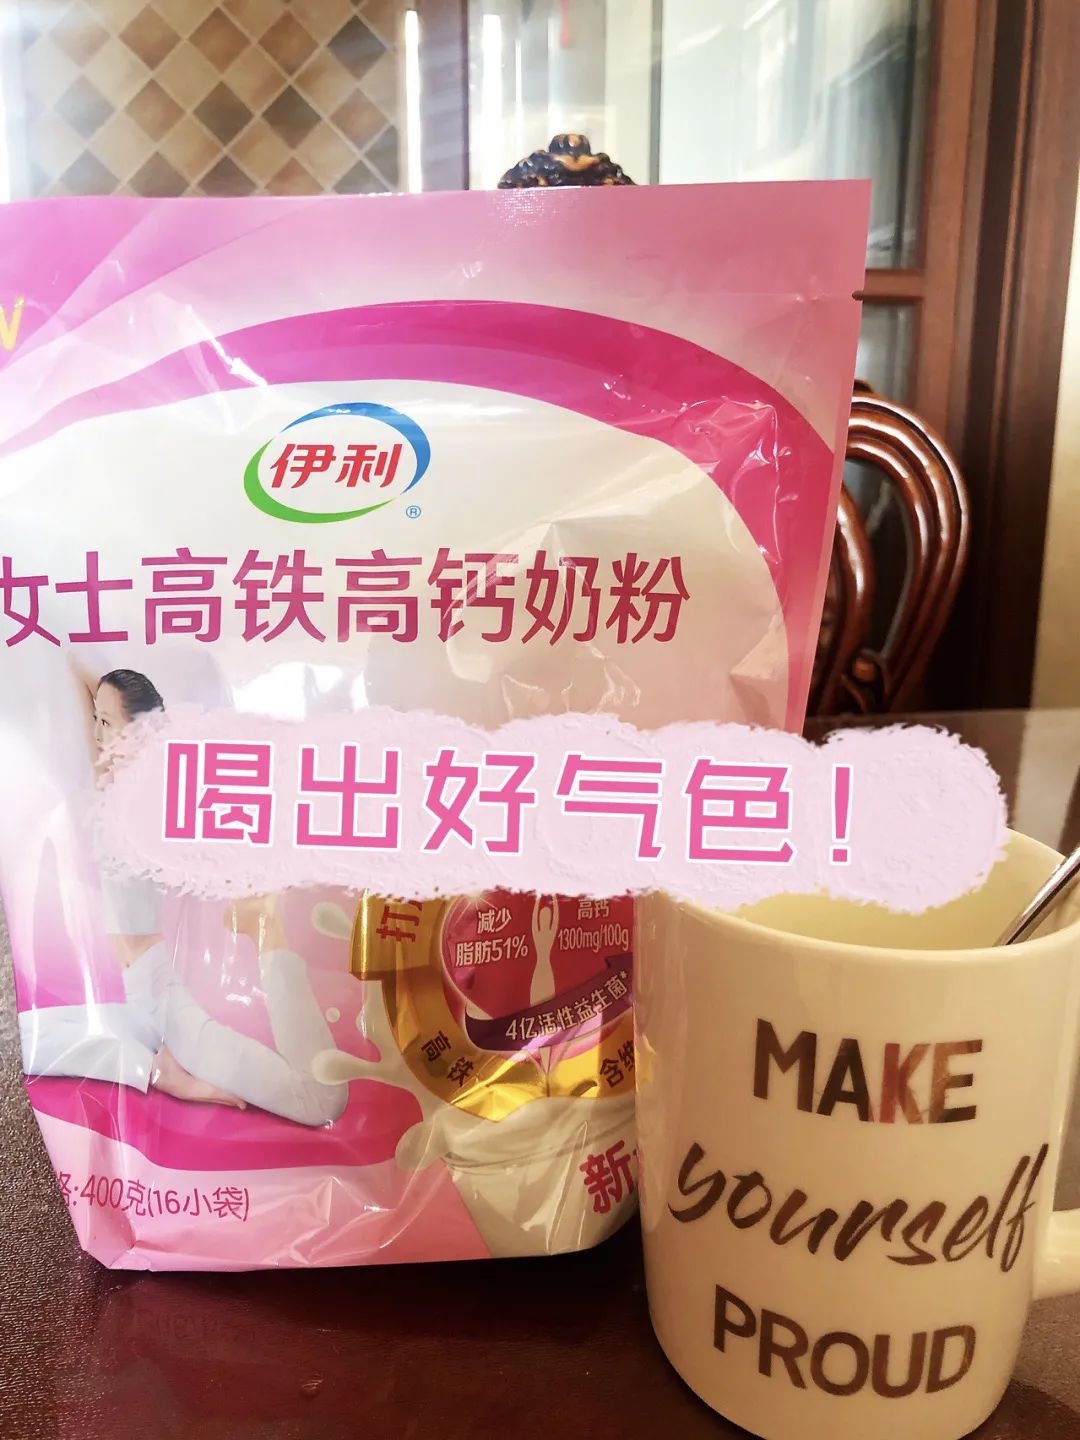 伊利
®
女士高铁高钙奶粉
喝出好气色！
减少
脂肪51%
高钙
1300mg/100g
4亿活性益生菌*
高铁
含维
新
格:400克(16小袋)
MAKE
yourself
PROUD